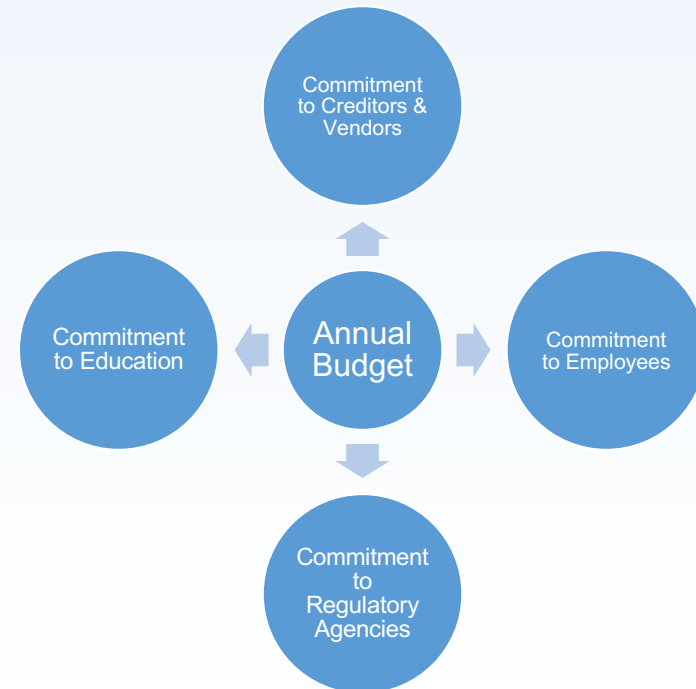 Commitment
to Creditors &
Vendors
Commitment
to Education
Annual
Budget
Commitment
to Employees
Commitment
to
Regulatory
Agencies